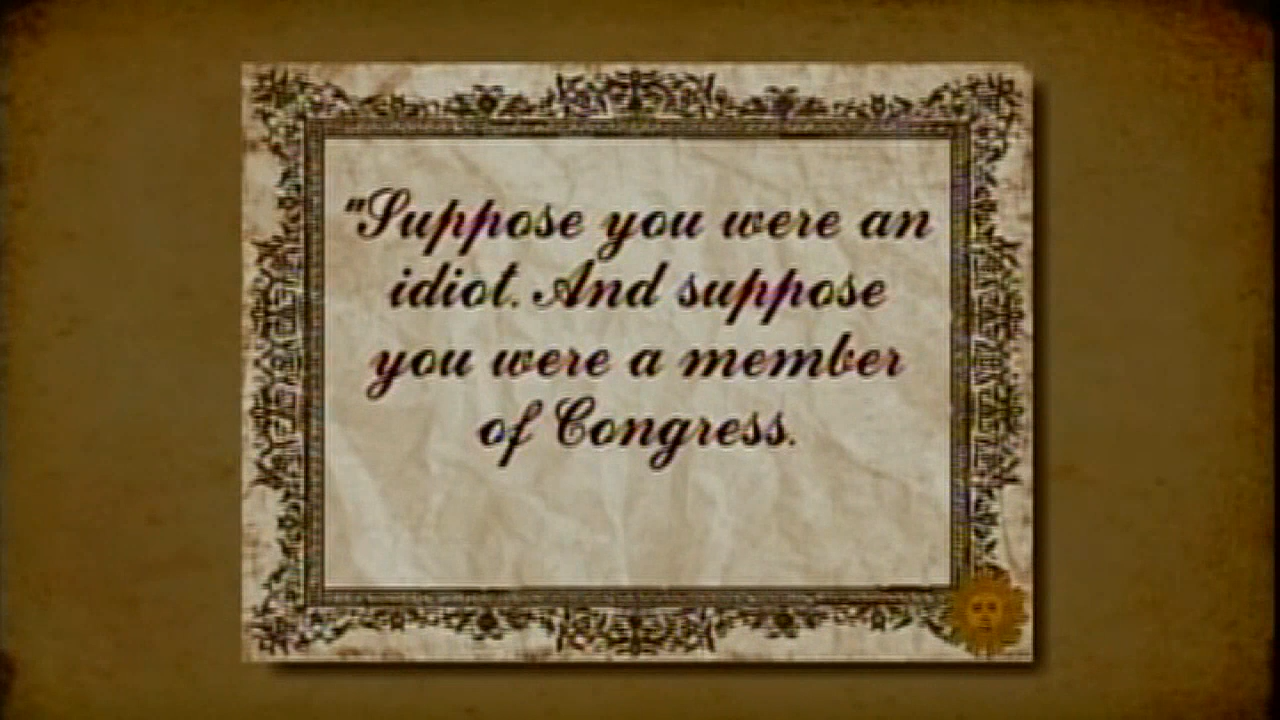 "Suppose you were an
idiot. And suppose
you were a member
of Congress.